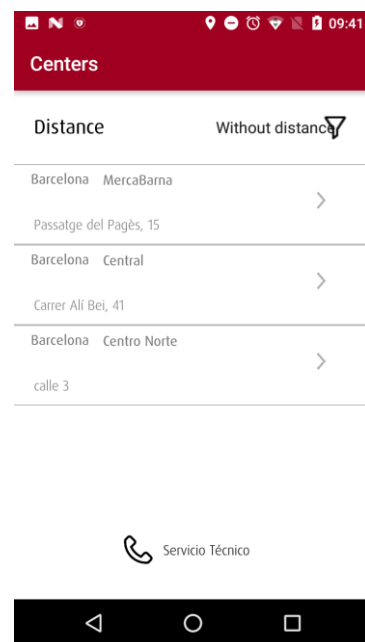 09:41
Centers
Distance Without distance
Barcelona MercaBarna
Passatge del Pagès, 15
Barcelona Central
Carrer Alí Bei, 41
Barcelona Centro Norte
calle 3
Servicio Técnico